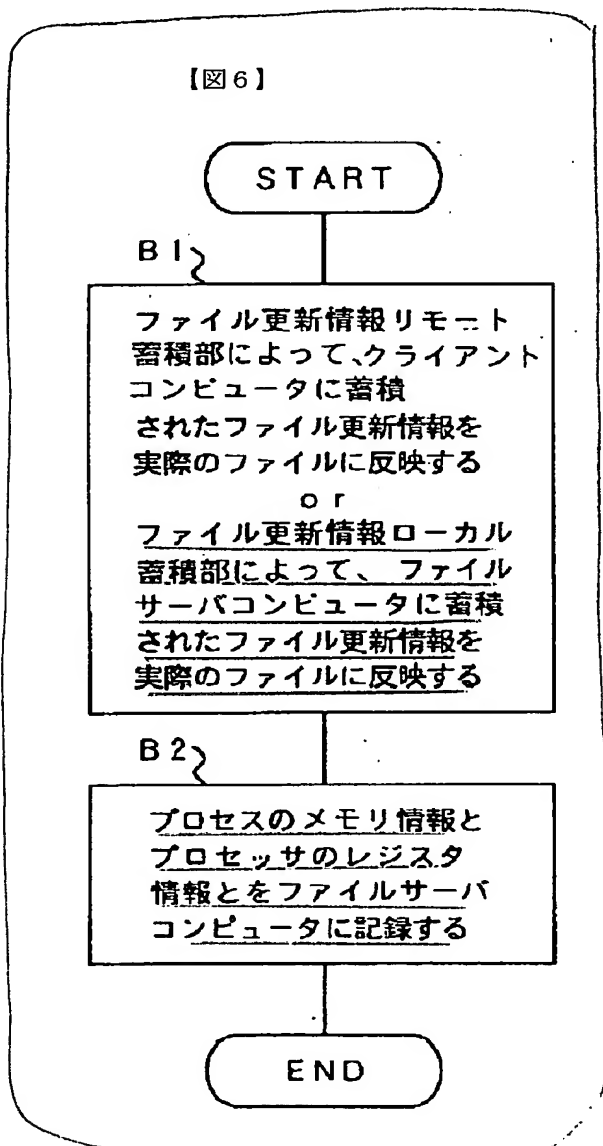 【図6】
START
B1
ファイル更新情報リモート
蓄積部によって、クライアント
コンピュータに蓄積
されたファイル更新情報を
実際のファイルに反映する
or
ファイル更新情報ローカル
蓄積部によって、ファイル
サーバコンピュータに蓄積
されたファイル更新情報を
実際のファイルに反映する
B2
プロセスのメモリ情報と
プロセッサのレジスタ
情報とをファイルサーバ
コンピュータに記録する
END